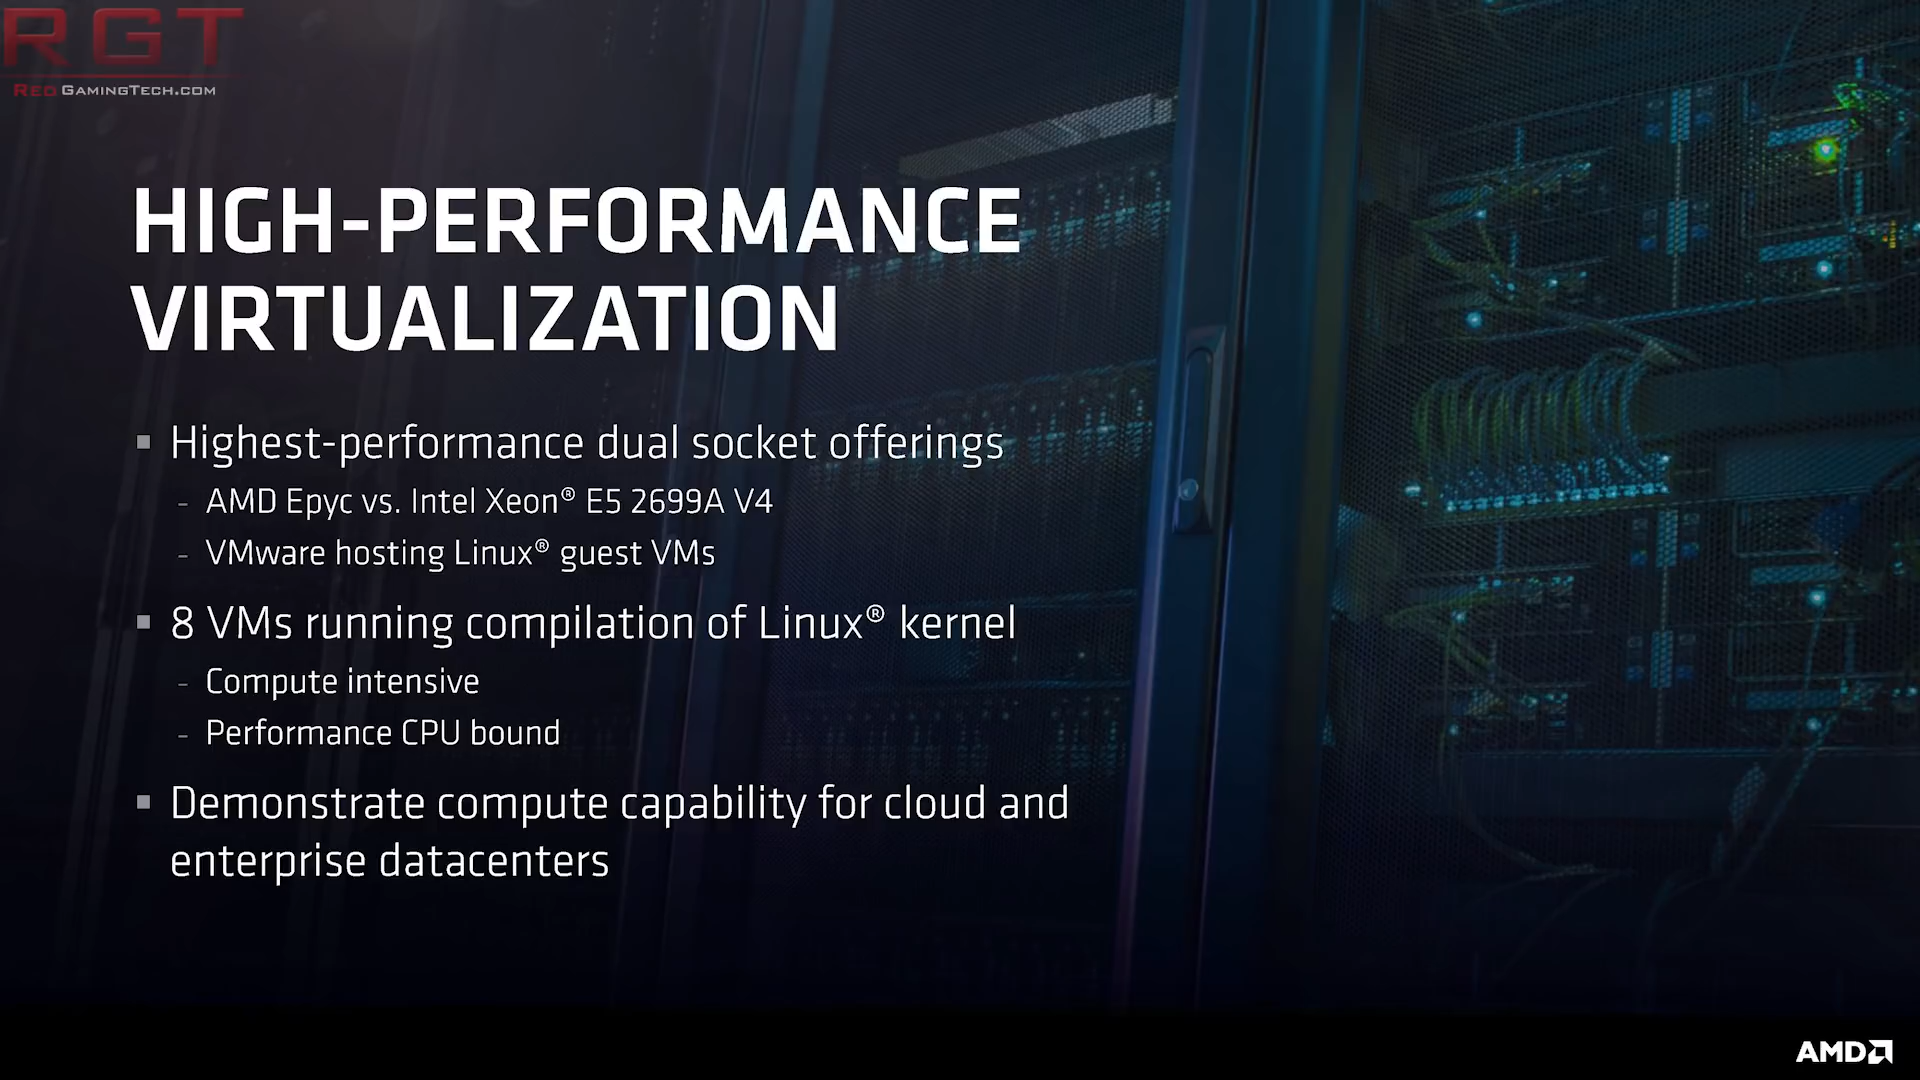 RGT
RED GAMINGTECH.COM
HIGH-PERFORMANCE
VIRTUALIZATION
▪ Highest-performance dual socket offerings
- AMD Epyc vs. Intel Xeon® E5 2699A V4
- VMware hosting Linux® guest VMs
▪ 8 VMs running compilation of Linux® kernel
- Compute intensive
- Performance CPU bound
▪ Demonstrate compute capability for cloud and
enterprise datacenters
AMD